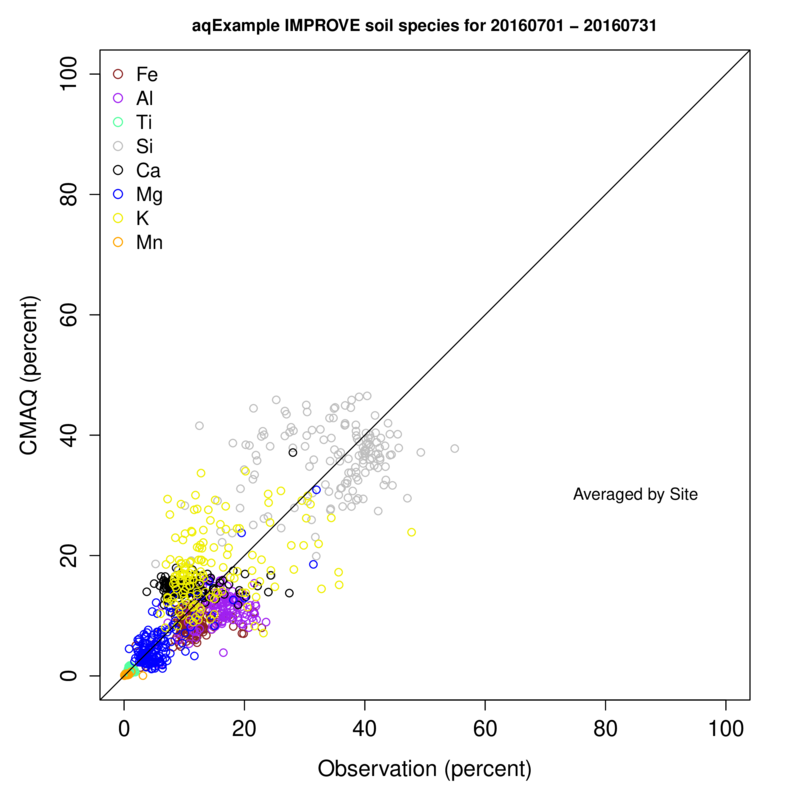 aqExample IMPROVE soil species for 20160701 − 20160731
100
80
60
40
20
0
CMAQ (percent)
Fe
Al
Ti
Si
Ca
Mg
K
Mn
Averaged by Site
0 20 40 60 80 100
Observation (percent)